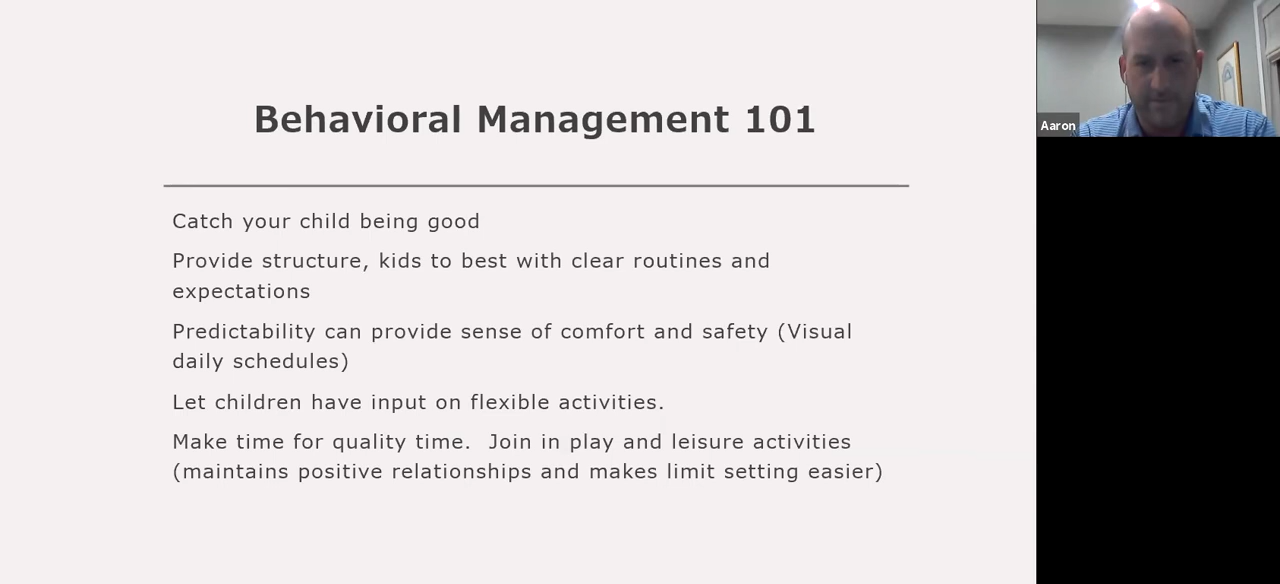 Behavioral Management 101
Catch your child being good
Provide structure, kids to best with clear routines and
expectations
Predictability can provide sense of comfort and safety (Visual
daily schedules)
Let children have input on flexible activities.
Make time for quality time.  Join in play and leisure activities
(maintains positive relationships and makes limit setting easier)
Aaron